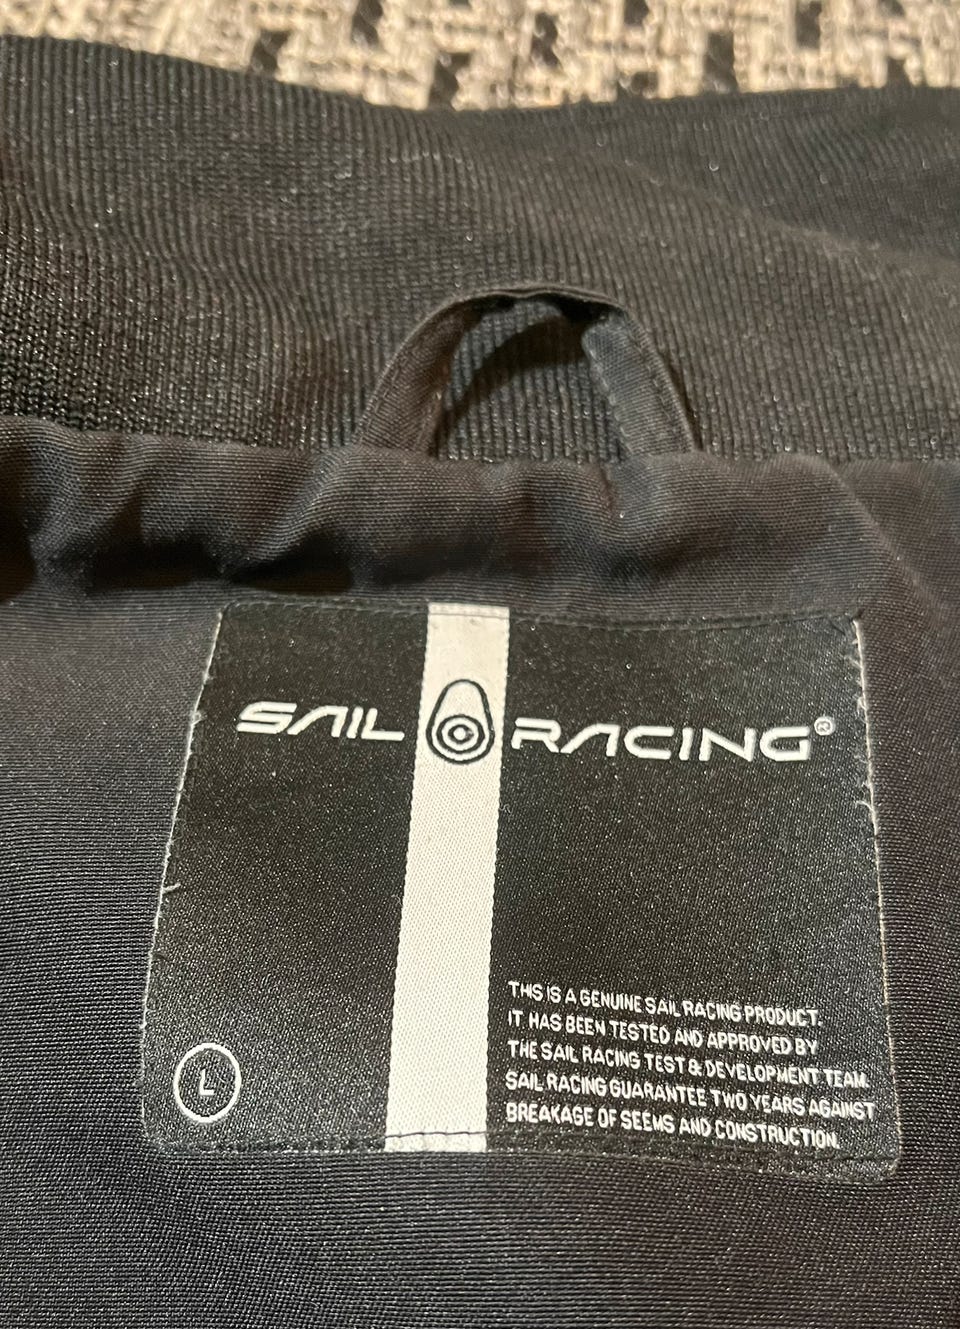 SAIL RACING®
THIS IS A GENUINE SAIL RACING PRODUCT.
IT HAS BEEN TESTED AND APPROVED BY
THE SAIL RACING TEST & DEVELOPMENT TEAM.
SAIL RACING GUARANTEE TWO YEARS AGAINST
BREAKAGE OF SEEMS AND CONSTRUCTION.
L